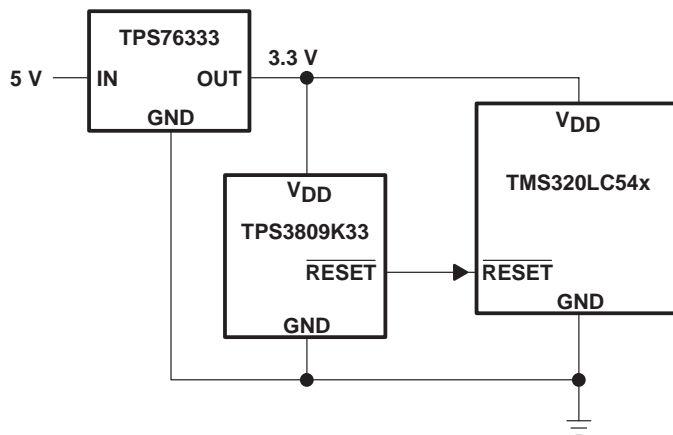 TPS76333
3.3 V
5 V
IN
OUT
GND
VDD
TMS320LC54x
VDD
TPS3809K33
RESET
RESET
GND
GND